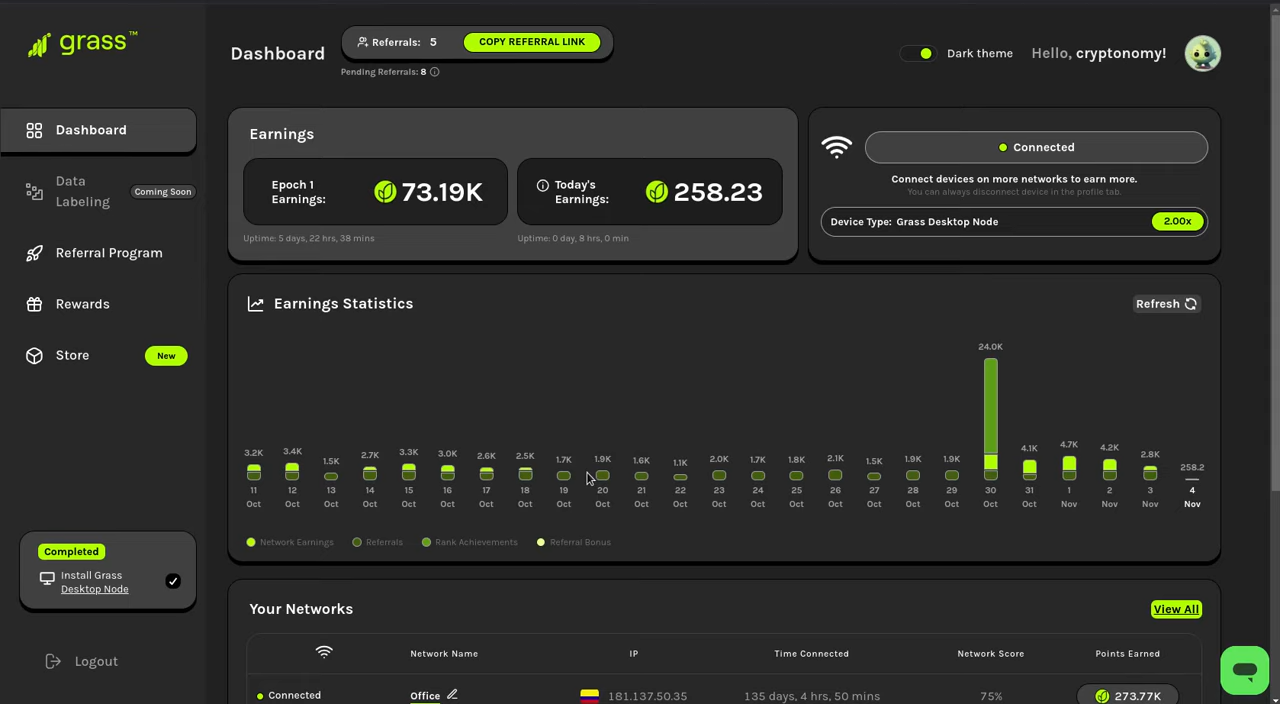 grass™
Dashboard
Referrals: 5
COPY REFERRAL LINK
Pending Referrals: 8
Dark theme
Hello, cryptonomy!
Dashboard
Data
Labeling
Coming Soon
Referral Program
Rewards
Store
New
Completed
Install Grass
Desktop Node
Logout
Earnings
Epoch 1
Earnings:
73.19K
Today's
Earnings:
258.23
Uptime: 5 days, 22 hrs, 38 mins
Uptime: 0 day, 8 hrs, 0 min
Connected
Connect devices on more networks to earn more.
You can always disconnect device in the profile tab.
Device Type: Grass Desktop Node
2.00x
Earnings Statistics
Refresh
3.2K 3.4K 1.5K 2.7K 3.3K 3.0K 2.6K 2.5K 1.7K 1.9K 1.6K 1.1K 2.0K 1.7K 1.8K 2.1K 1.5K 1.9K 1.9K 24.0K 4.1K 4.7K 4.2K 2.8K 258.2
11 12 13 14 15 16 17 18 19 20 21 22 23 24 25 26 27 28 29 30 31 1 2 3 4
Oct Oct Oct Oct Oct Oct Oct Oct Oct Oct Oct Oct Oct Oct Oct Oct Oct Oct Oct Oct Oct Nov Nov Nov Nov
Network Earnings Referrals Rank Achievements Referral Bonus
Your Networks
View All
Network Name IP Time Connected Network Score Points Earned
Connected Office 181.137.50.35 135 days, 4 hrs, 50 mins 75% 273.77K